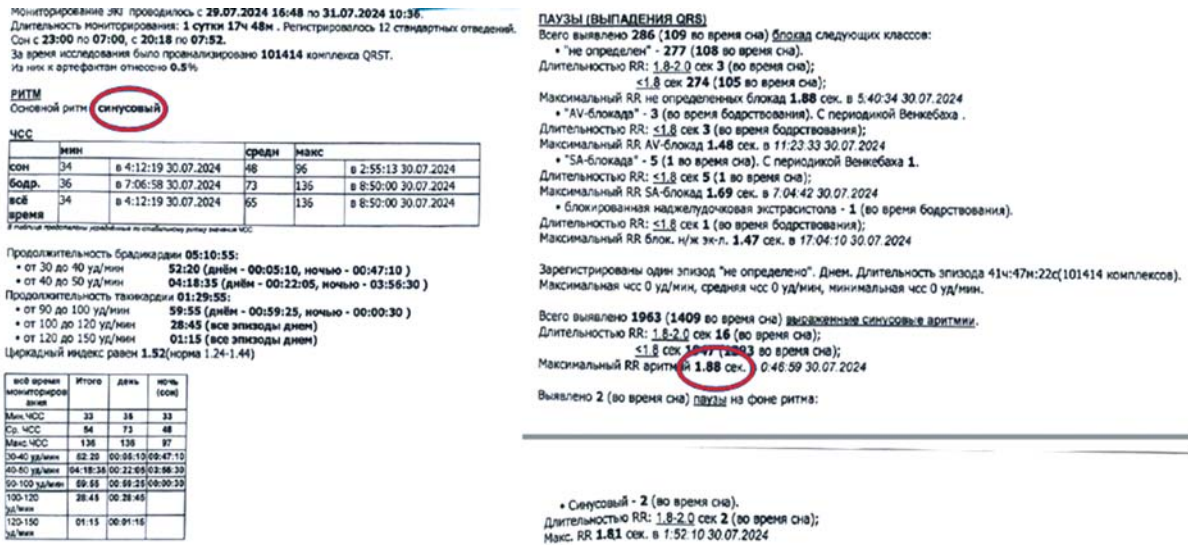 Мониторирование ЭКГ проводилось с 29.07.2024 16:48 по 31.07.2024 10:36.
Длительность мониторирования: 1 сутки 17ч 48м . Регистрировалось 12 стандартных отведений.
Сон с 23:00 по 07:00, с 20:18 по 07:52.
За время исследования было проанализировано 101414 комплекса QRST.
Из них к артефактам отнесено 0.5%
РИТМ
Основной ритм синусовый
ЧСС
мин средн макс
сон 34 в 4:12:19 30.07.2024 48 96 в 2:55:13 30.07.2024
бодр. 36 в 7:06:58 30.07.2024 73 136 в 8:50:00 30.07.2024
всё время 34 в 4:12:19 30.07.2024 65 136 в 8:50:00 30.07.2024
В таблице представлены усреднённые по стабильному ритму значения ЧСС
Продолжительность брадикардии 05:10:55:
• от 30 до 40 уд/мин 52:20 (днём - 00:05:10, ночью - 00:47:10 )
• от 40 до 50 уд/мин 04:18:35 (днём - 00:22:05, ночью - 03:56:30 )
Продолжительность тахикардии 01:29:55:
• от 90 до 100 уд/мин 59:55 (днём - 00:59:25, ночью - 00:00:30 )
• от 100 до 120 уд/мин 28:45 (все эпизоды днем)
• от 120 до 150 уд/мин 01:15 (все эпизоды днем)
Циркадный индекс равен 1.52(норма 1.24-1.44)
всё время мониторирования Итого день ночь (сон)
Мин.ЧСС 33 35 33
Ср. ЧСС 64 73 48
Макс ЧСС 136 136 97
30-40 уд/мин 52:20 00:05:10 00:47:10
40-50 уд/мин 04:18:35 00:22:05 03:56:30
90-100 уд/мин 59:55 00:59:25 00:00:30
100-120 уд/мин 28:45 00:28:45
120-150 уд/мин 01:15 00:01:15
ПАУЗЫ (ВЫПАДЕНИЯ QRS)
Всего выявлено 286 (109 во время сна) блокад следующих классов:
• "не определен" - 277 (108 во время сна).
Длительностью RR: 1.8-2.0 сек 3 (во время сна);
≤1.8 сек 274 (105 во время сна);
Максимальный RR не определенных блокад 1.88 сек. в 5:40:34 30.07.2024
• "AV-блокада" - 3 (во время бодрствования). С периодикой Венкебаха .
Длительностью RR: ≤1.8 сек 3 (во время бодрствования);
Максимальный RR AV-блокад 1.48 сек. в 11:23:33 30.07.2024
• "SA-блокада" - 5 (1 во время сна). С периодикой Венкебаха 1.
Длительностью RR: ≤1.8 сек 5 (1 во время сна);
Максимальный RR SA-блокад 1.69 сек. в 7:04:42 30.07.2024
• блокированная наджелудочковая экстрасистола - 1 (во время бодрствования).
Длительностью RR: ≤1.8 сек 1 (во время бодрствования);
Максимальный RR блок. н/ж эк-л. 1.47 сек. в 17:04:10 30.07.2024
Зарегистрированы один эпизод "не определено". Днем. Длительность эпизода 41ч:47м:22с(101414 комплексов).
Максимальная чсс 0 уд/мин, средняя чсс 0 уд/мин, минимальная чсс 0 уд/мин.
Всего выявлено 1963 (1409 во время сна) выраженные синусовые аритмии.
Длительностью RR: 1.8-2.0 сек 16 (во время сна);
≤1.8 сек 1947 (1393 во время сна);
Максимальный RR аритмий 1.88 сек. в 0:46:59 30.07.2024
Выявлено 2 (во время сна) паузы на фоне ритма:
• Синусовый - 2 (во время сна).
Длительностью RR: 1.8-2.0 сек 2 (во время сна);
Макс. RR 1.81 сек. в 1:52:10 30.07.2024